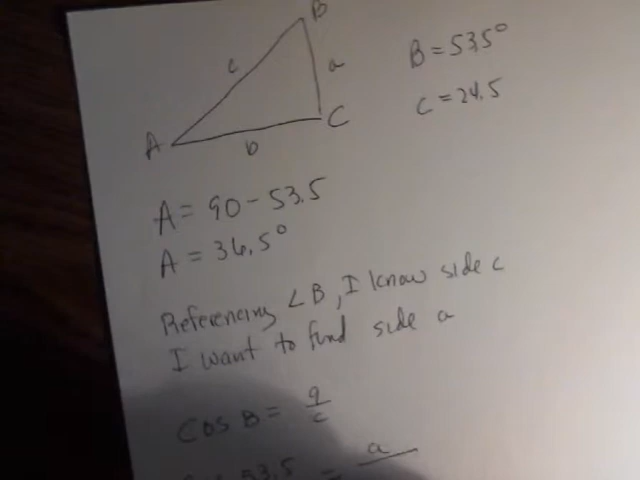 B
c
a
A
b
C
B = 53.5°
c = 24.5
A = 90 - 53.5
A = 36.5°
Referencing ∠B, I know side c
I want to find side a
cos B = a/c
53.5 = a